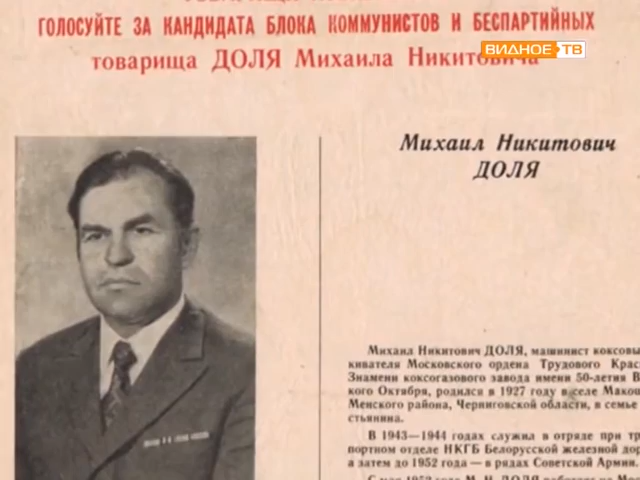 ГОЛОСУЙТЕ ЗА КАНДИДАТА БЛОКА КОММУНИСТОВ И БЕСПАРТИЙНЫХ
ВИДНОЕ ТВ
товарища ДОЛЯ Михаила Никитовича
Михаил Никитович
ДОЛЯ
Михаил Никитович ДОЛЯ, машинист коксовы
кивателя Московского ордена Трудового Крас
Знамени коксогазового завода имени 50-летия В
кого Октября, родился в 1927 году в селе Макош
Менского района, Черниговской области, в семье
стьянина.
В 1943—1944 годах служил в отряде при тр
портном отделе НКГБ Белорусской железной дор
а затем до 1952 года — в рядах Советской Армии.